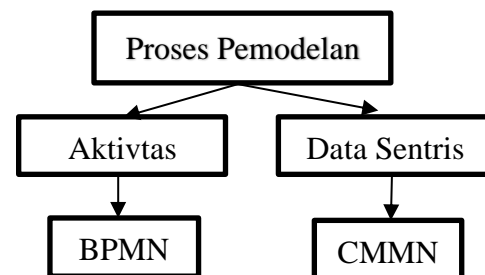 Proses Pemodelan
Aktivtas
Data Sentris
BPMN
CMMN